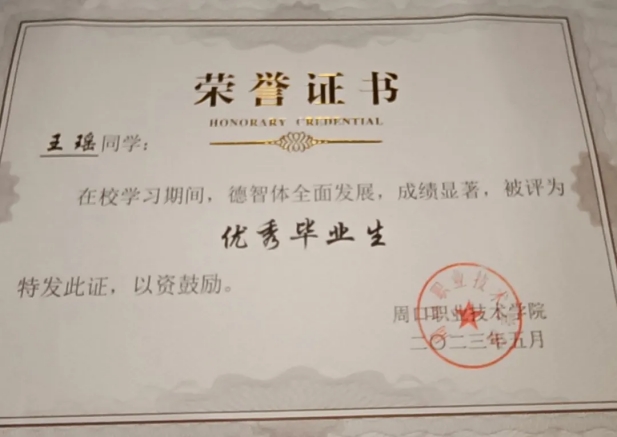 荣誉证书
HONORARY CREDENTIAL
王瑶同学：
在校学习期间，德智体全面发展，成绩显著，被评为
优秀毕业生
特发此证，以资鼓励。
周口职业技术学院
二〇二三年五月